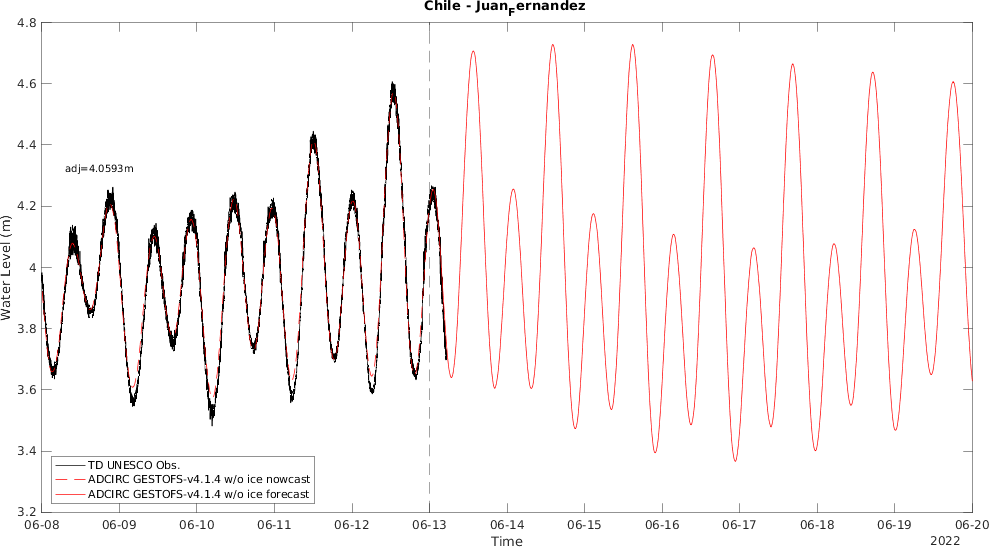 Chile - Juan_Fernandez
4.8
4.6
4.4
4.2
4
3.8
3.6
3.4
3.2
Water Level (m)
adj=4.0593m
TD UNESCO Obs.
ADCIRC GESTOFS-v4.1.4 w/o ice nowcast
ADCIRC GESTOFS-v4.1.4 w/o ice forecast
06-08 06-09 06-10 06-11 06-12 06-13 06-14 06-15 06-16 06-17 06-18 06-19 06-20
Time
2022